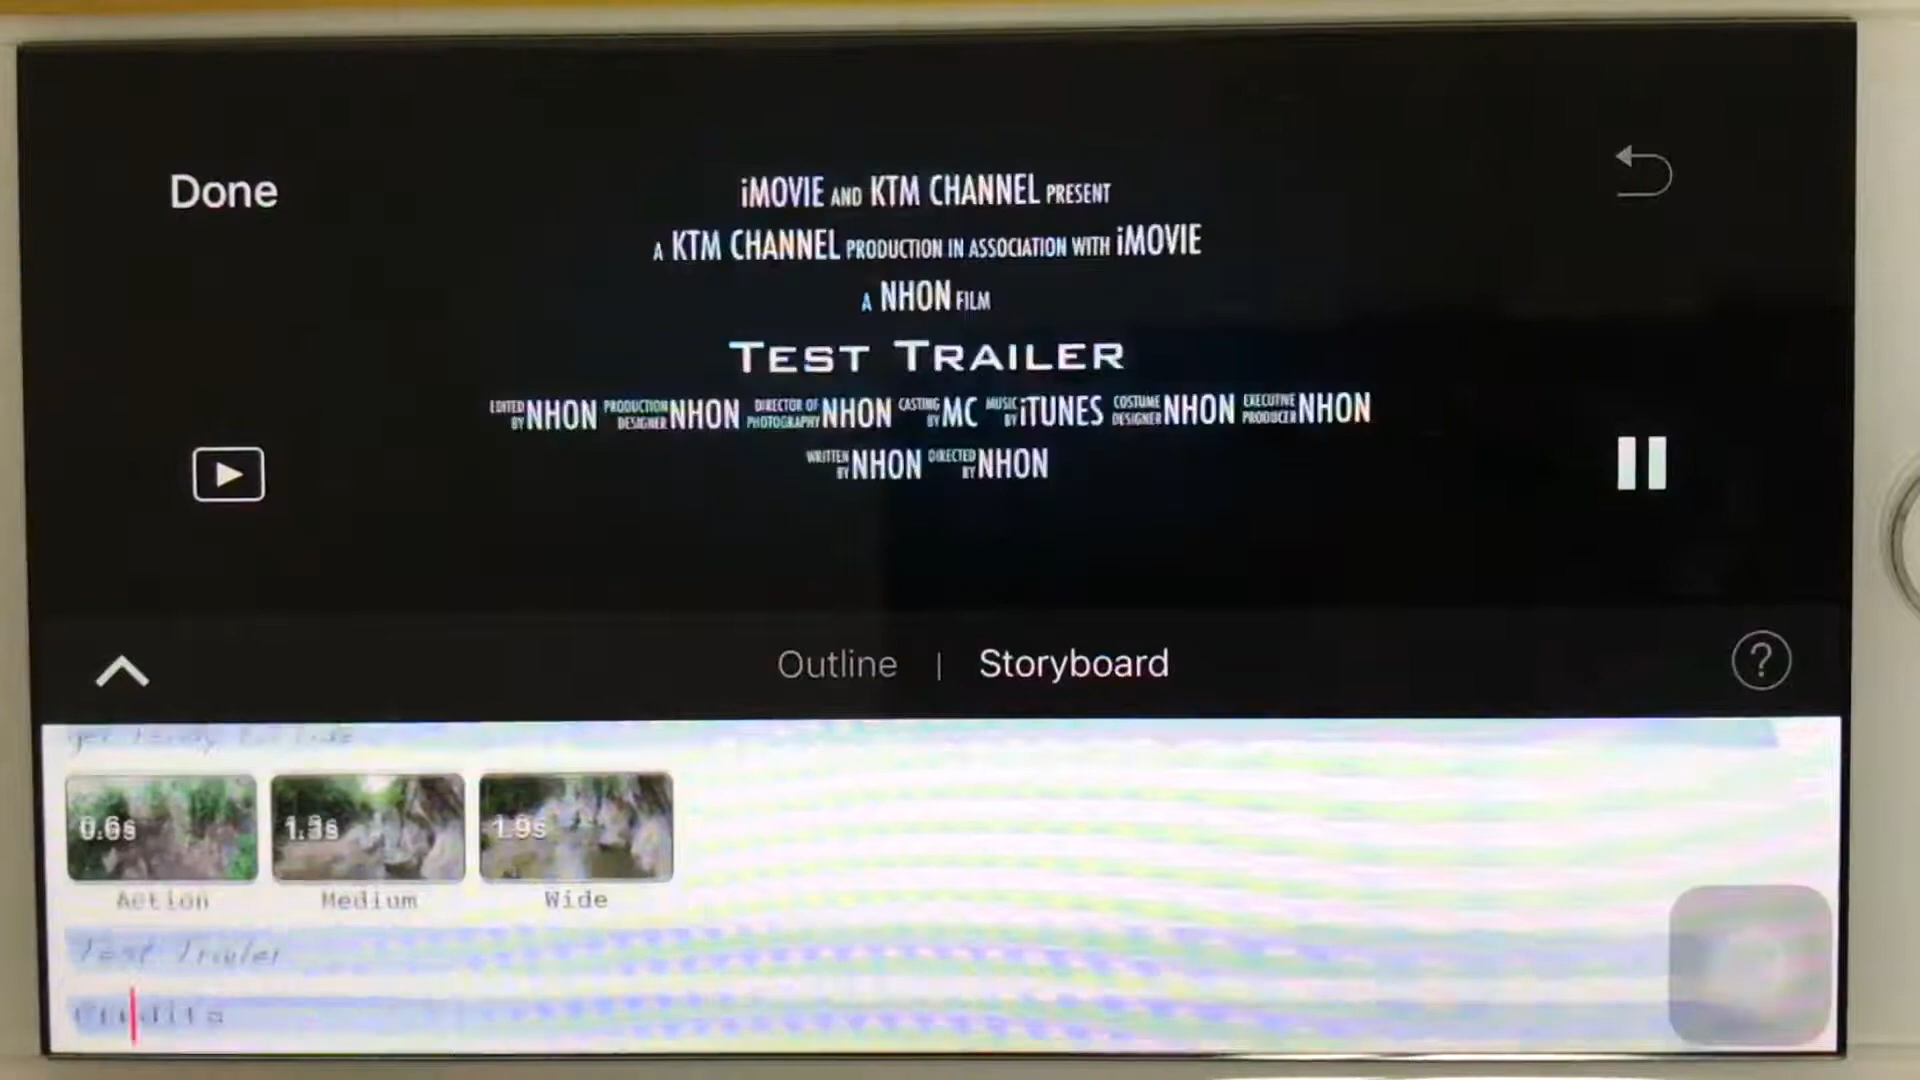 Done
iMOVIE AND KTM CHANNEL PRESENT
A KTM CHANNEL PRODUCTION IN ASSOCIATION WITH iMOVIE
A NHON FILM
TEST TRAILER
EDITED BY NHON PRODUCTION DESIGNER NHON DIRECTOR OF PHOTOGRAPHY NHON CASTING BY MC MUSIC BY iTUNES COSTUME DESIGNER NHON EXECUTIVE PRODUCER NHON
WRITTEN BY NHON DIRECTED BY NHON
Outline | Storyboard
?
0.6s 1.9s
Action Medium Wide
Test Trailer
Credits